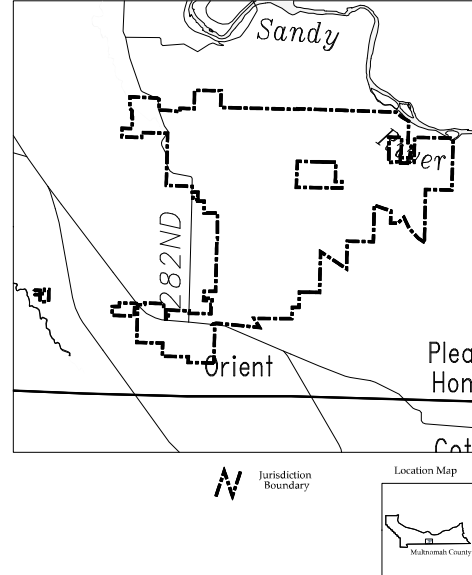 Sandy
River
282ND
Orient
Plea
Hon
Cot
Jurisdiction
Boundary
Location Map
Multnomah County